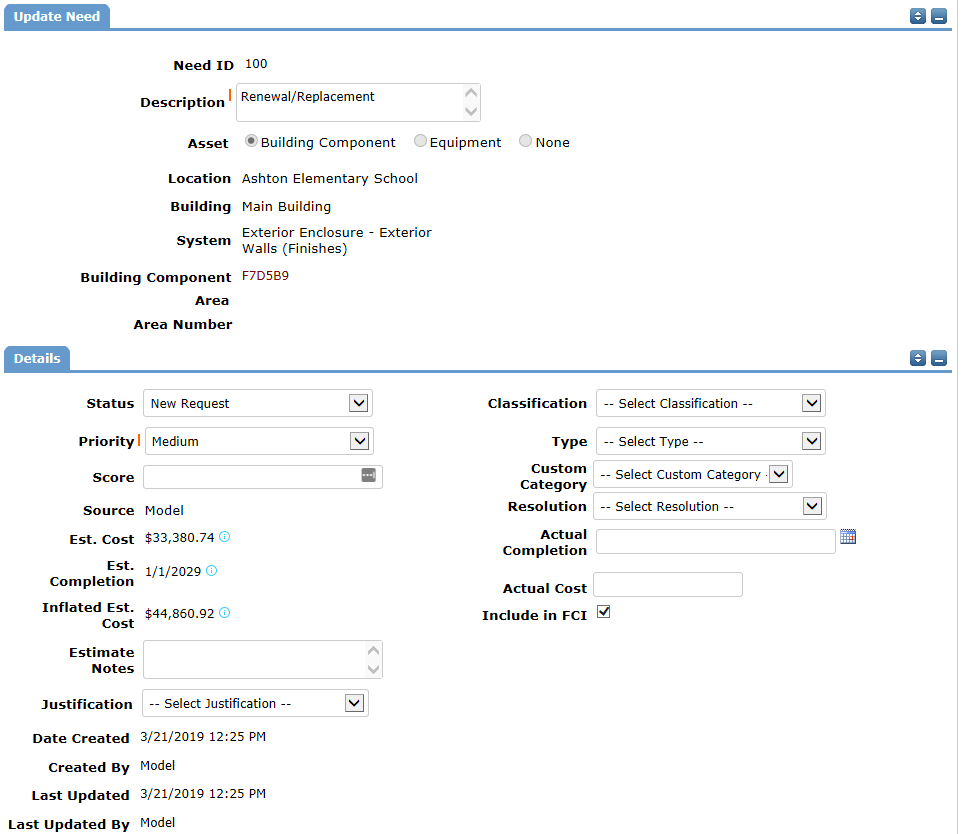 Update Need
Need ID 100
Description Renewal/Replacement
Asset Building Component Equipment None
Location Ashton Elementary School
Building Main Building
System Exterior Enclosure - Exterior
Walls (Finishes)
Building Component F7D5B9
Area
Area Number
Details
Status New Request
Priority Medium
Score
Source Model
Est. Cost $33,380.74
Est.
Completion 1/1/2029
Inflated Est.
Cost $44,860.92
Estimate
Notes
Justification -- Select Justification --
Date Created 3/21/2019 12:25 PM
Created By Model
Last Updated 3/21/2019 12:25 PM
Last Updated By Model
Classification -- Select Classification --
Type -- Select Type --
Custom
Category -- Select Custom Category -
Resolution -- Select Resolution --
Actual
Completion
Actual Cost
Include in FCI